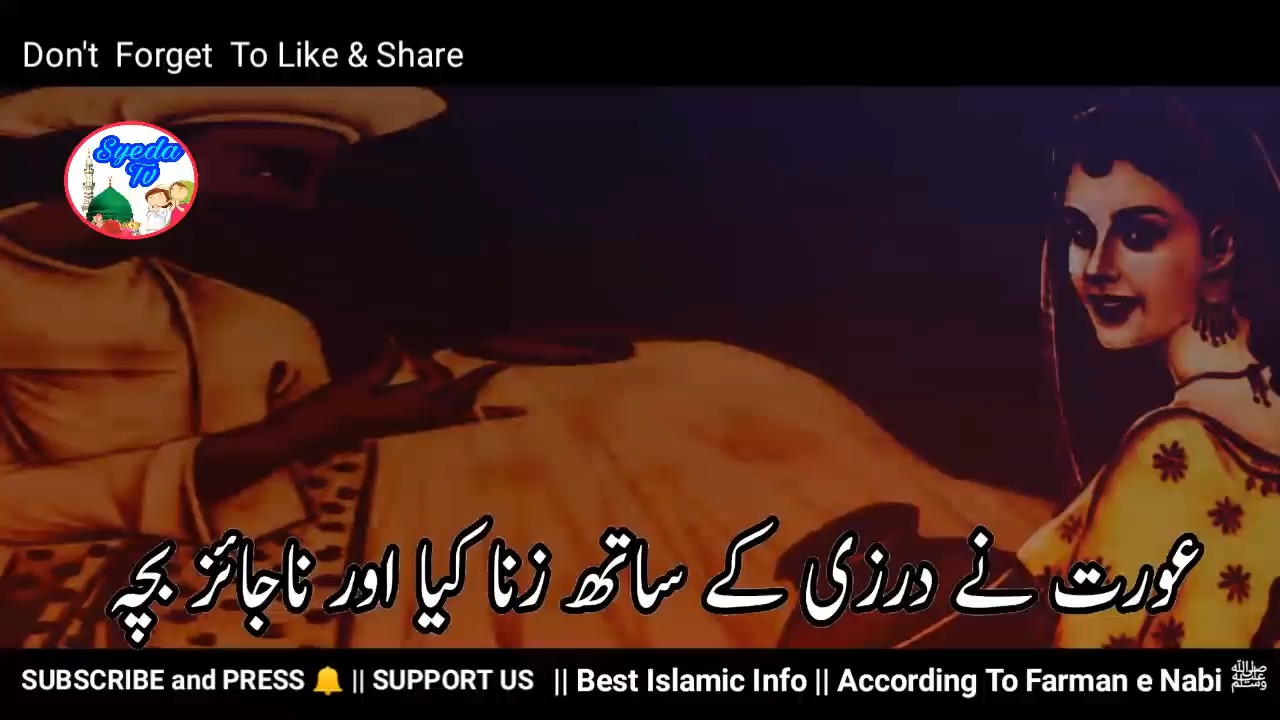 Don't Forget To Like & Share
Syeda
Tv
عورت نے درزی کے ساتھ زنا کیا اور ناجائز بچہ
SUBSCRIBE and PRESS 🔔 || SUPPORT US || Best Islamic Info || According To Farman e Nabi ﷺ